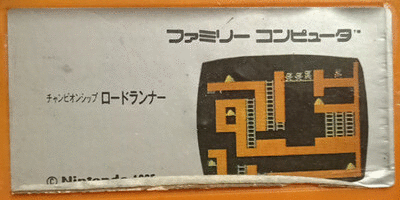 ファミリー コンピュータ™
チャンピオンシップ ロードランナー
© Nintendo